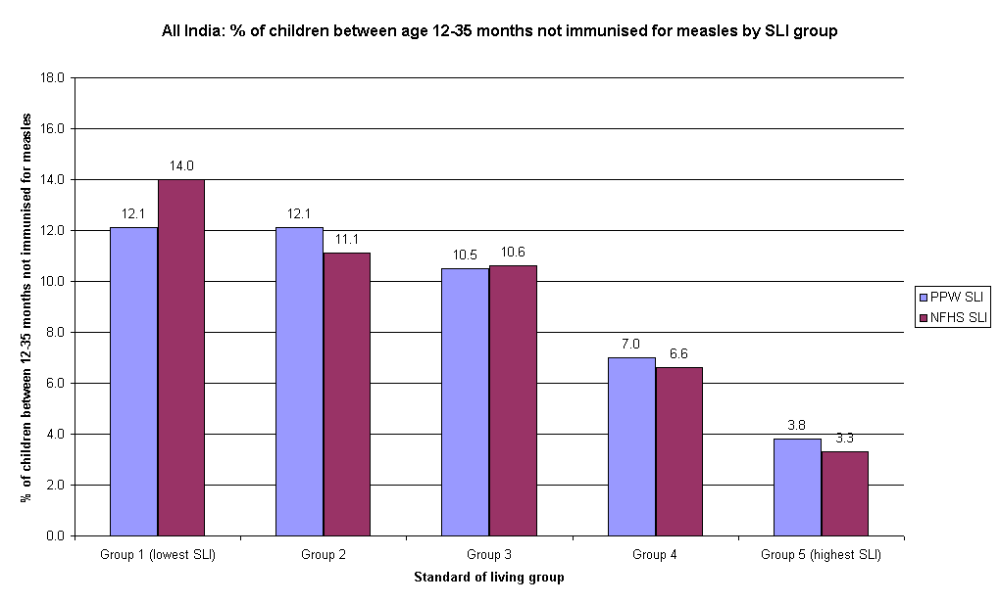 All India: % of children between age 12-35 months not immunised for measles by SLI group
% of children between 12-35 months not immunised for measles
18.0
16.0
14.0
12.0
10.0
8.0
6.0
4.0
2.0
0.0
12.1
14.0
12.1
11.1
10.5
10.6
7.0
6.6
3.8
3.3
Group 1 (lowest SLI)
Group 2
Group 3
Group 4
Group 5 (highest SLI)
Standard of living group
PPW SLI
NFHS SLI